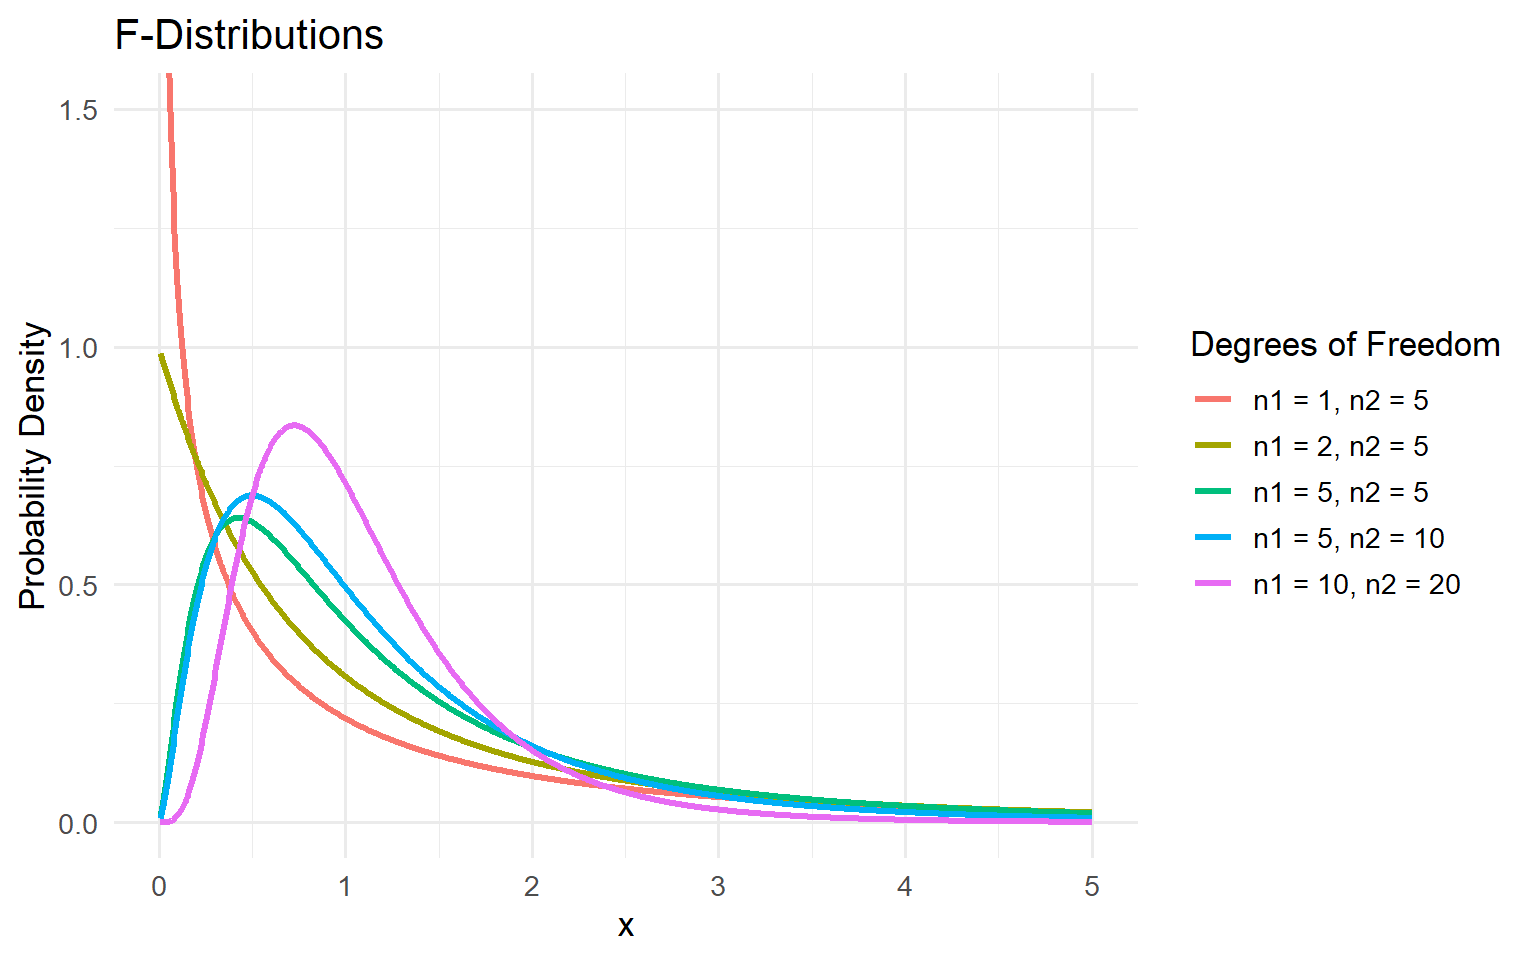 F-Distributions
Probability Density
1.5
1.0
0.5
0.0
0 1 2 3 4 5
x
Degrees of Freedom
n1 = 1, n2 = 5
n1 = 2, n2 = 5
n1 = 5, n2 = 5
n1 = 5, n2 = 10
n1 = 10, n2 = 20